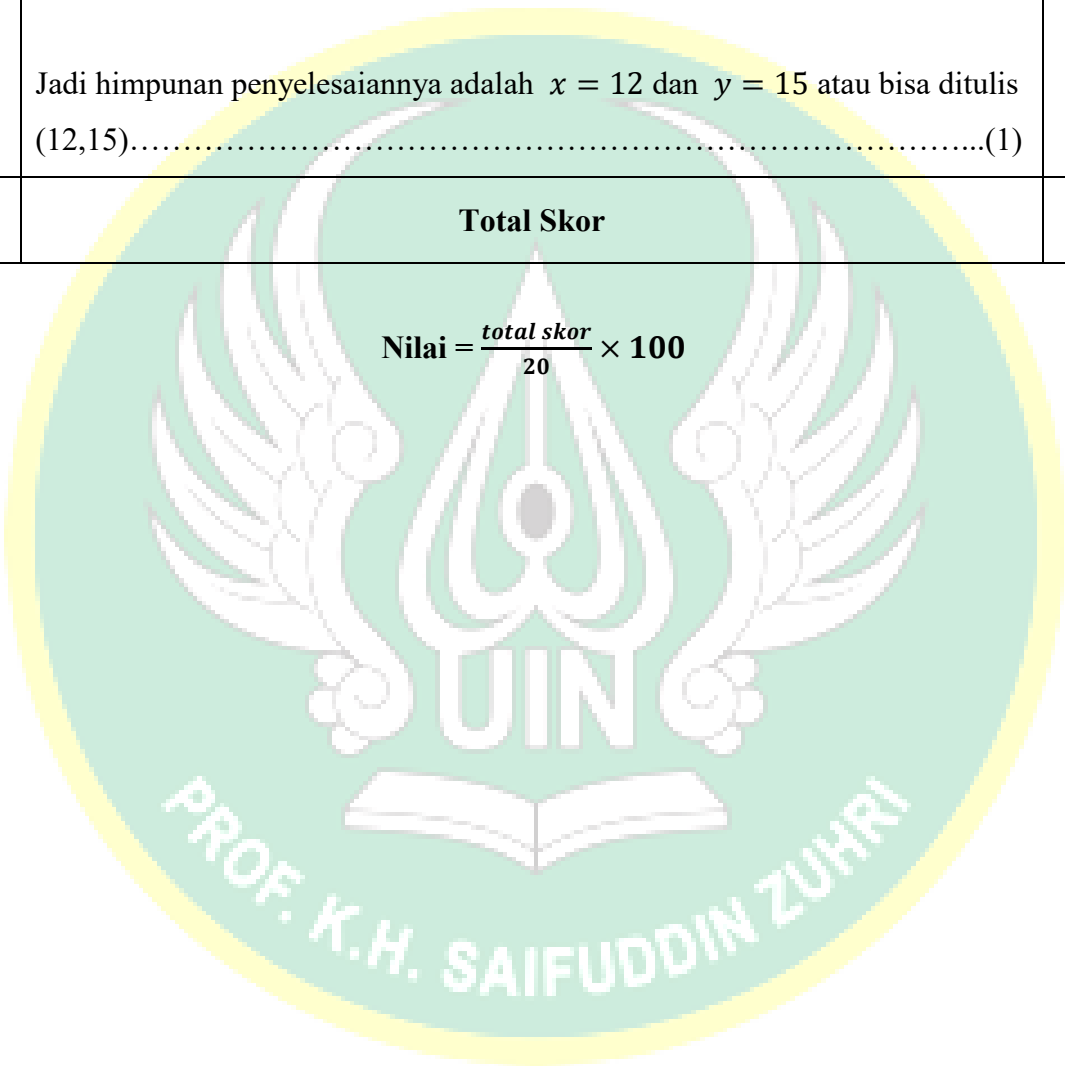 Jadi himpunan penyelesaiannya adalah x = 12 dan y = 15 atau bisa ditulis
(12,15)………………………………………………………………………...(1)
Total Skor
Nilai = total skor/20 × 100
UIN
PROF. K.H. SAIFUDDIN ZUHRI